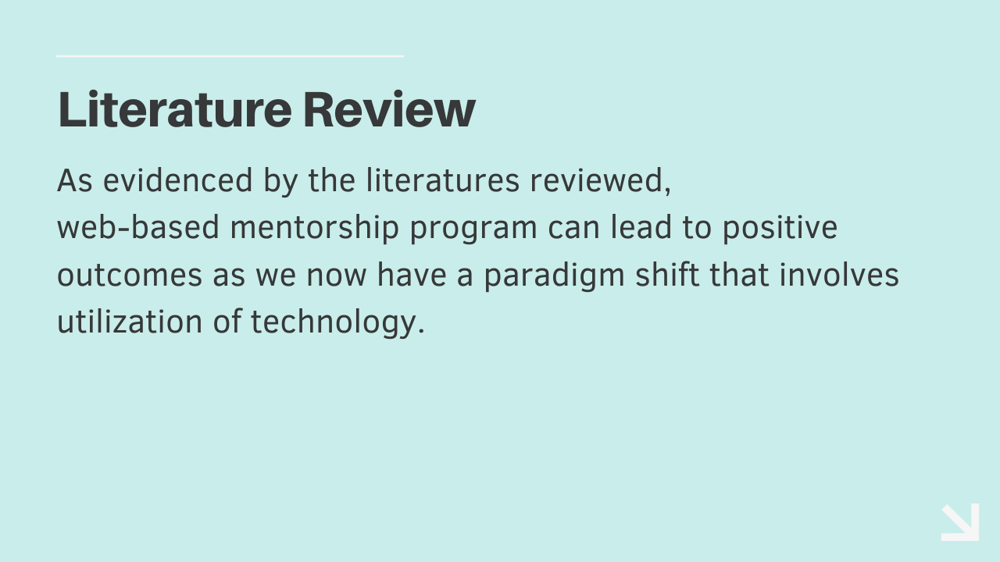 Literature Review
As evidenced by the literatures reviewed,
web-based mentorship program can lead to positive
outcomes as we now have a paradigm shift that involves
utilization of technology.